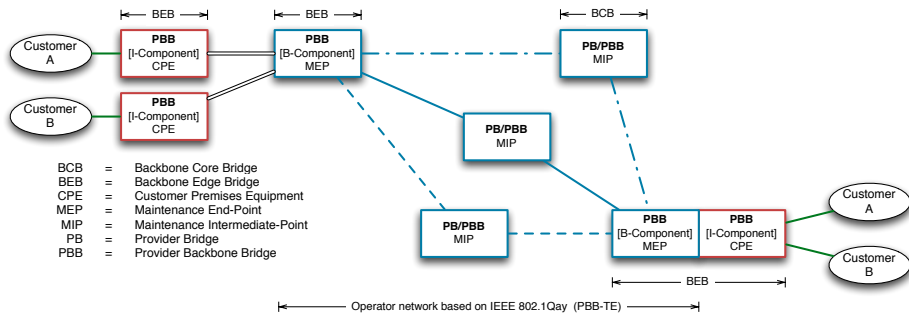 BEB
BEB
BCB
Customer
A
PBB
[I-Component]
CPE
PBB
[B-Component]
MEP
PB/PBB
MIP
Customer
B
PBB
[I-Component]
CPE
PB/PBB
MIP
BCB = Backbone Core Bridge
BEB = Backbone Edge Bridge
CPE = Customer Premises Equipment
MEP = Maintenance End-Point
MIP = Maintenance Intermediate-Point
PB = Provider Bridge
PBB = Provider Backbone Bridge
PB/PBB
MIP
PBB
[B-Component]
MEP
PBB
[I-Component]
CPE
Customer
A
Customer
B
BEB
Operator network based on IEEE 802.1Qay (PBB-TE)